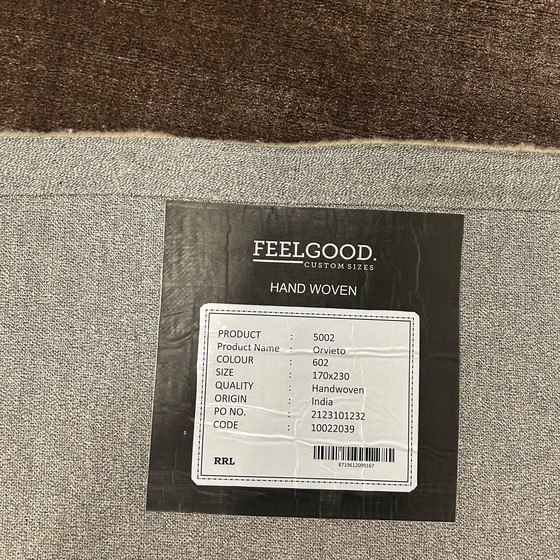 FEELGOOD.
CUSTOM SIZES
HAND WOVEN
PRODUCT : 5002
Product Name : Orvieto
COLOUR : 602
SIZE : 170x230
QUALITY : Handwoven
ORIGIN : India
PO NO. : 2123101232
CODE : 10022039
RRL
8719612099167